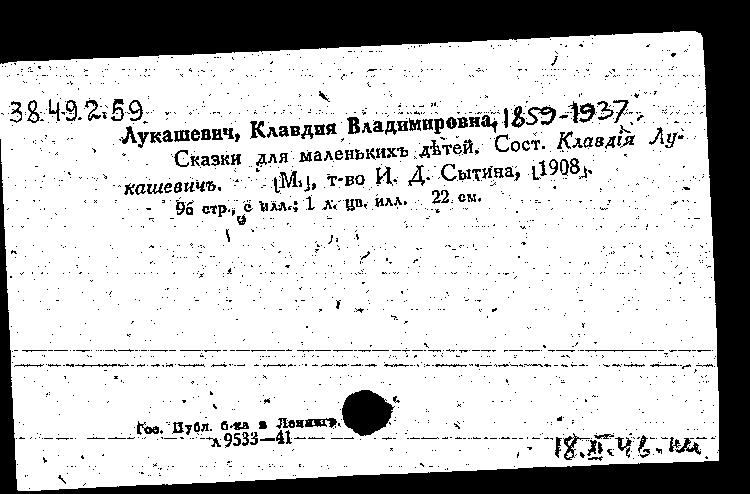 38.49.2.59
Лукашевич, Клавдия Владимировна, 1859-1937
Сказки для маленькихъ дѣтей. Сост. Клавдія Лу-
кашевичъ. [М.], т-во И. Д. Сытина, [1908].
96 стр., с илл.; 1 л. цв. илл. 22 см.
Гос. Публ. б-ка в Ленингр.
л 9533—41
18.XI.46.